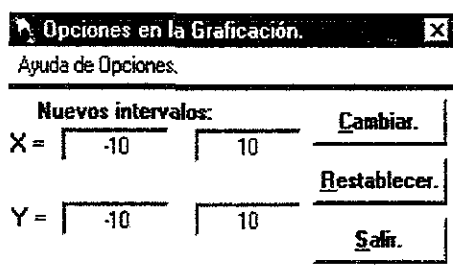 Opciones en la Graficación.
Ayuda de Opciones.
Nuevos intervalos:
X = -10 10
Y = -10 10
Cambiar.
Restablecer.
Salir.